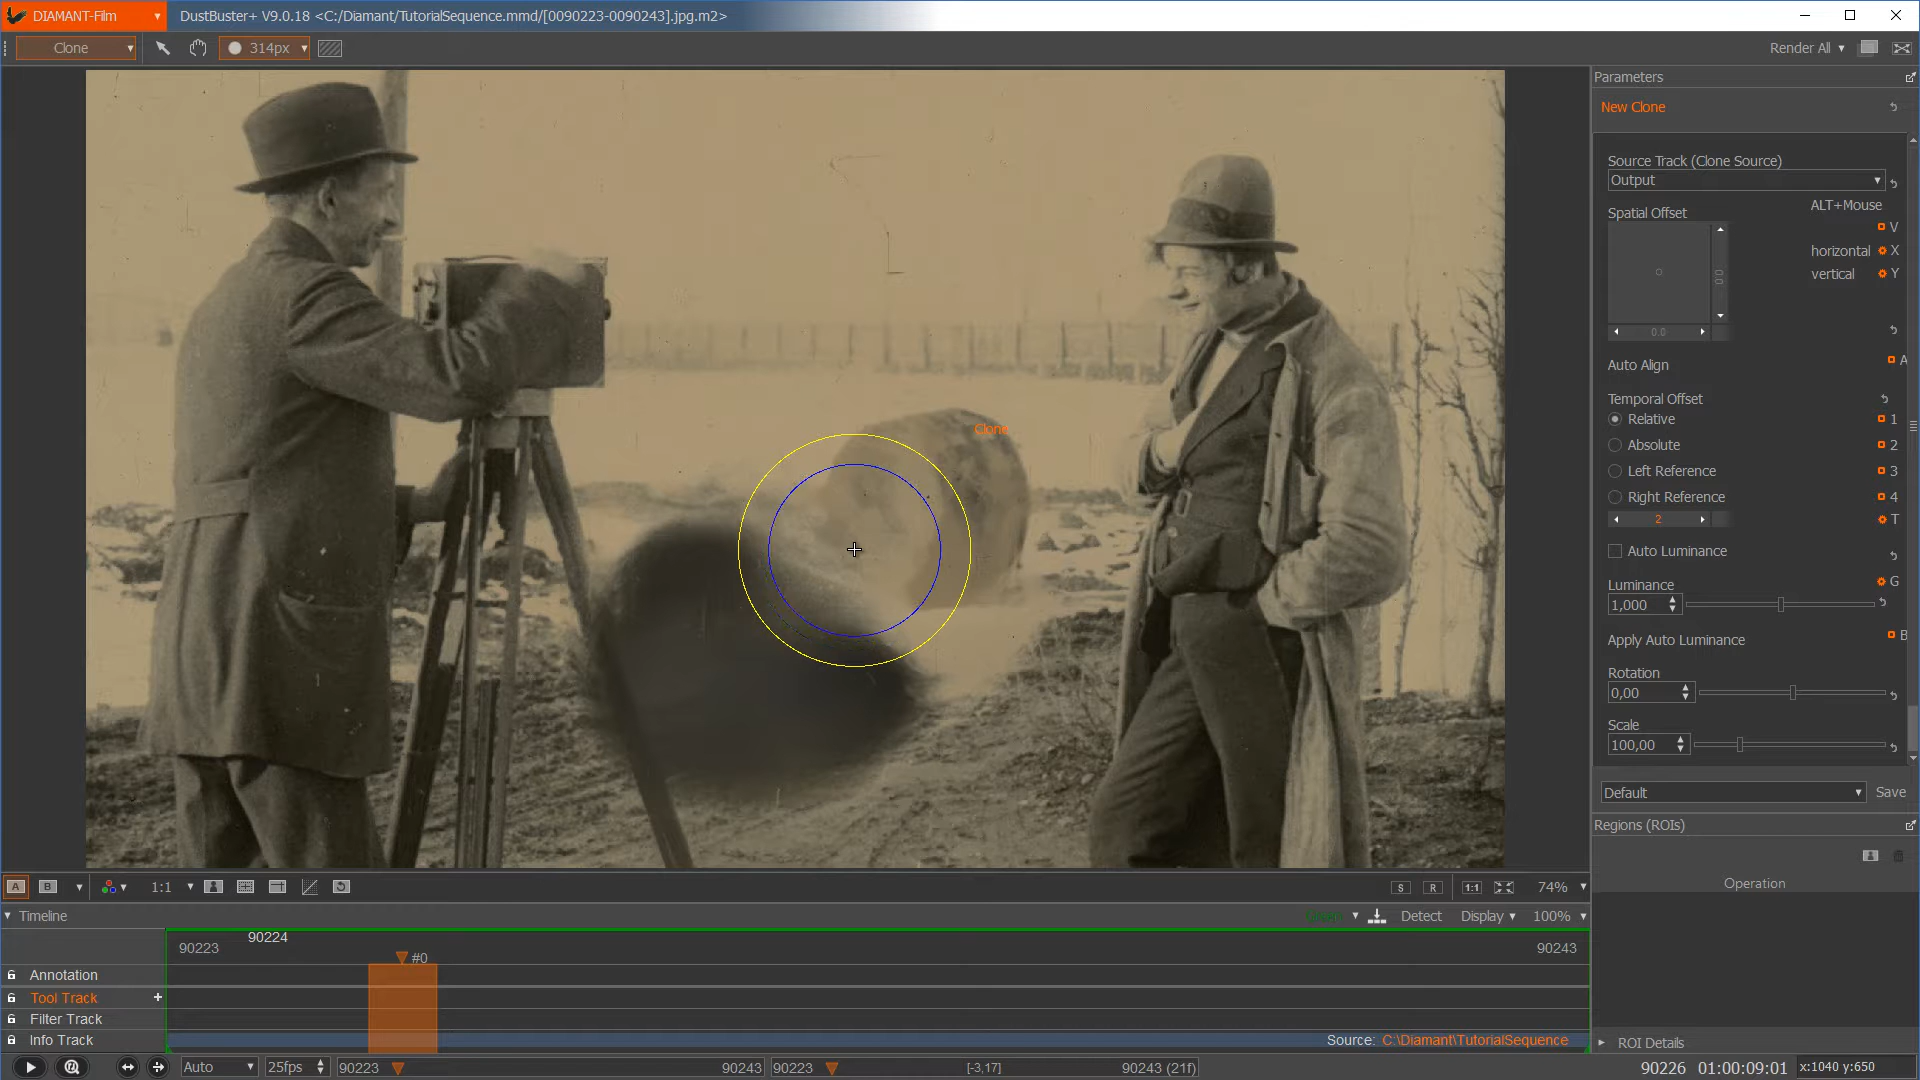 DIAMANT-Film
DustBuster+ V9.0.18 <C:/Diamant/TutorialSequence.mmd/[0090223-0090243].jpg.m2>
Clone
314px
Render All
Parameters
New Clone
Source Track (Clone Source)
Output
ALT+Mouse
Spatial Offset
V
horizontal X
vertical Y
0.0
Auto Align
A
Temporal Offset
Relative 1
Absolute 2
Left Reference 3
Right Reference 4
2
T
Auto Luminance
Luminance
G
1,000
Apply Auto Luminance
B
Rotation
0,00
Scale
100,00
Default
Save
Regions (ROIs)
Operation
ROI Details
Clone
A
B
1:1
S
R
1:1
74%
Timeline
Detect
Display
100%
90223
90224
90243
#0
Annotation
Tool Track
+
Filter Track
Info Track
Source: C:\Diamant\TutorialSequence
Auto
25fps
90223
90243
90223
[-3,17]
90243 (21f)
90226
01:00:09:01
x:1040 y:650